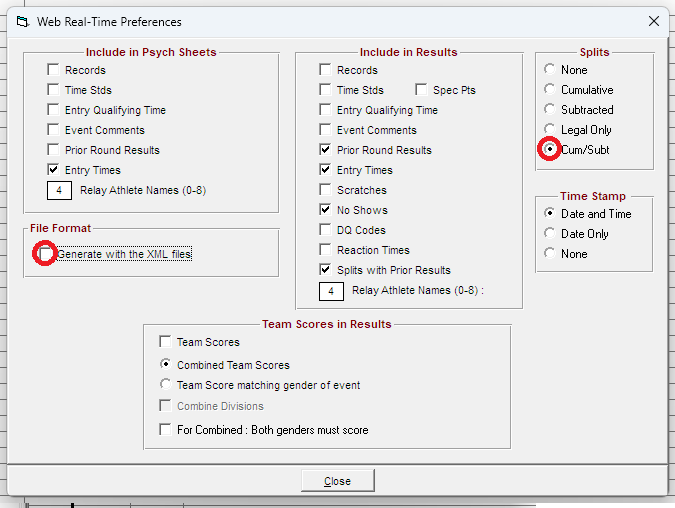 Web Real-Time Preferences
Include in Psych Sheets
Records
Time Stds
Entry Qualifying Time
Event Comments
Prior Round Results
Entry Times
4 Relay Athlete Names (0-8)
File Format
Generate with the XML files
Include in Results
Records
Time Stds Spec Pts
Entry Qualifying Time
Event Comments
Prior Round Results
Entry Times
Scratches
No Shows
DQ Codes
Reaction Times
Splits with Prior Results
4 Relay Athlete Names (0-8) :
Splits
None
Cumulative
Subtracted
Legal Only
Cum/Subt
Time Stamp
Date and Time
Date Only
None
Team Scores in Results
Team Scores
Combined Team Scores
Team Score matching gender of event
Combine Divisions
For Combined : Both genders must score
Close